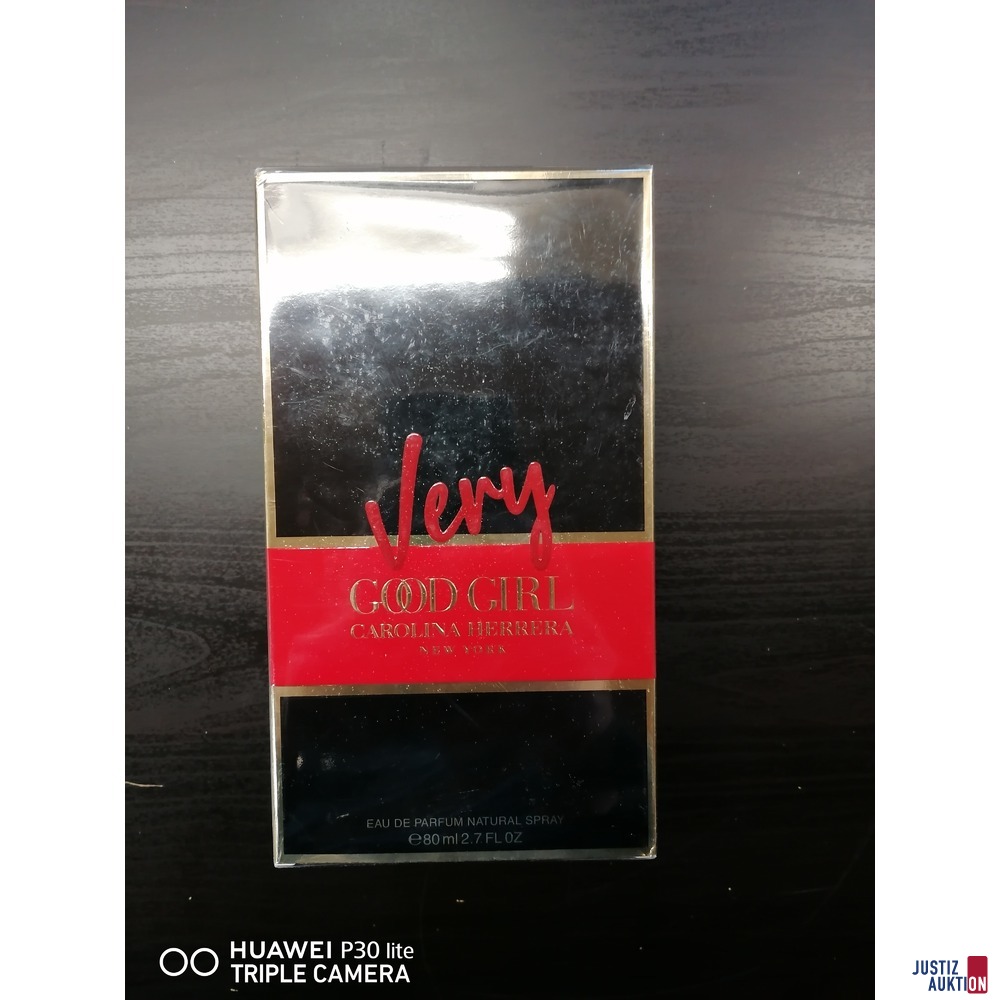 Very
GOOD GIRL
CAROLINA HERRERA
NEW YORK
EAU DE PARFUM NATURAL SPRAY
℮80 ml 2.7 FL OZ
HUAWEI P30 lite
TRIPLE CAMERA
JUSTIZ
AUKTION